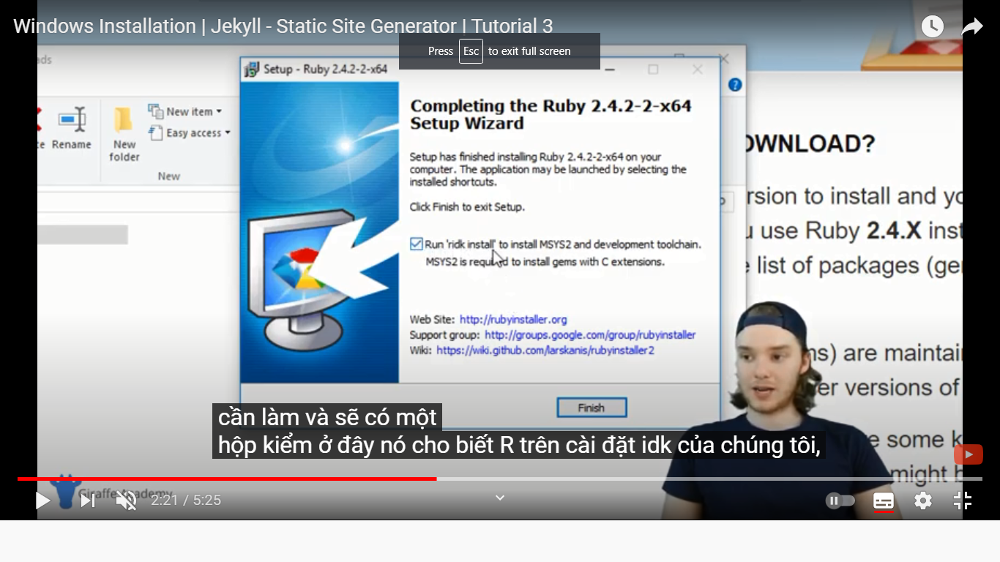 Windows Installation | Jekyll - Static Site Generator | Tutorial 3
Press Esc to exit full screen
ads
Setup - Ruby 2.4.2-2-x64
New item
Easy access
Rename
New
folder
New
Completing the Ruby 2.4.2-2-x64
Setup Wizard
Setup has finished installing Ruby 2.4.2-2-x64 on your
computer. The application may be launched by selecting the
installed shortcuts.
Click Finish to exit Setup.
Run 'ridk install' to install MSYS2 and development toolchain.
MSYS2 is required to install gems with C extensions.
Web Site: http://rubyinstaller.org
Support group: http://groups.google.com/group/rubyinstaller
Wiki: https://wiki.github.com/larskanis/rubyinstaller2
Finish
OWNLOAD?
rsion to install and yo
u use Ruby 2.4.X inst
list of packages (ge
ms) are maintai
er versions of
e some k
might b
cần làm và sẽ có một
hộp kiểm ở đây nó cho biết R trên cài đặt idk của chúng tôi,
Giraffe Academy
2:21 / 5:25